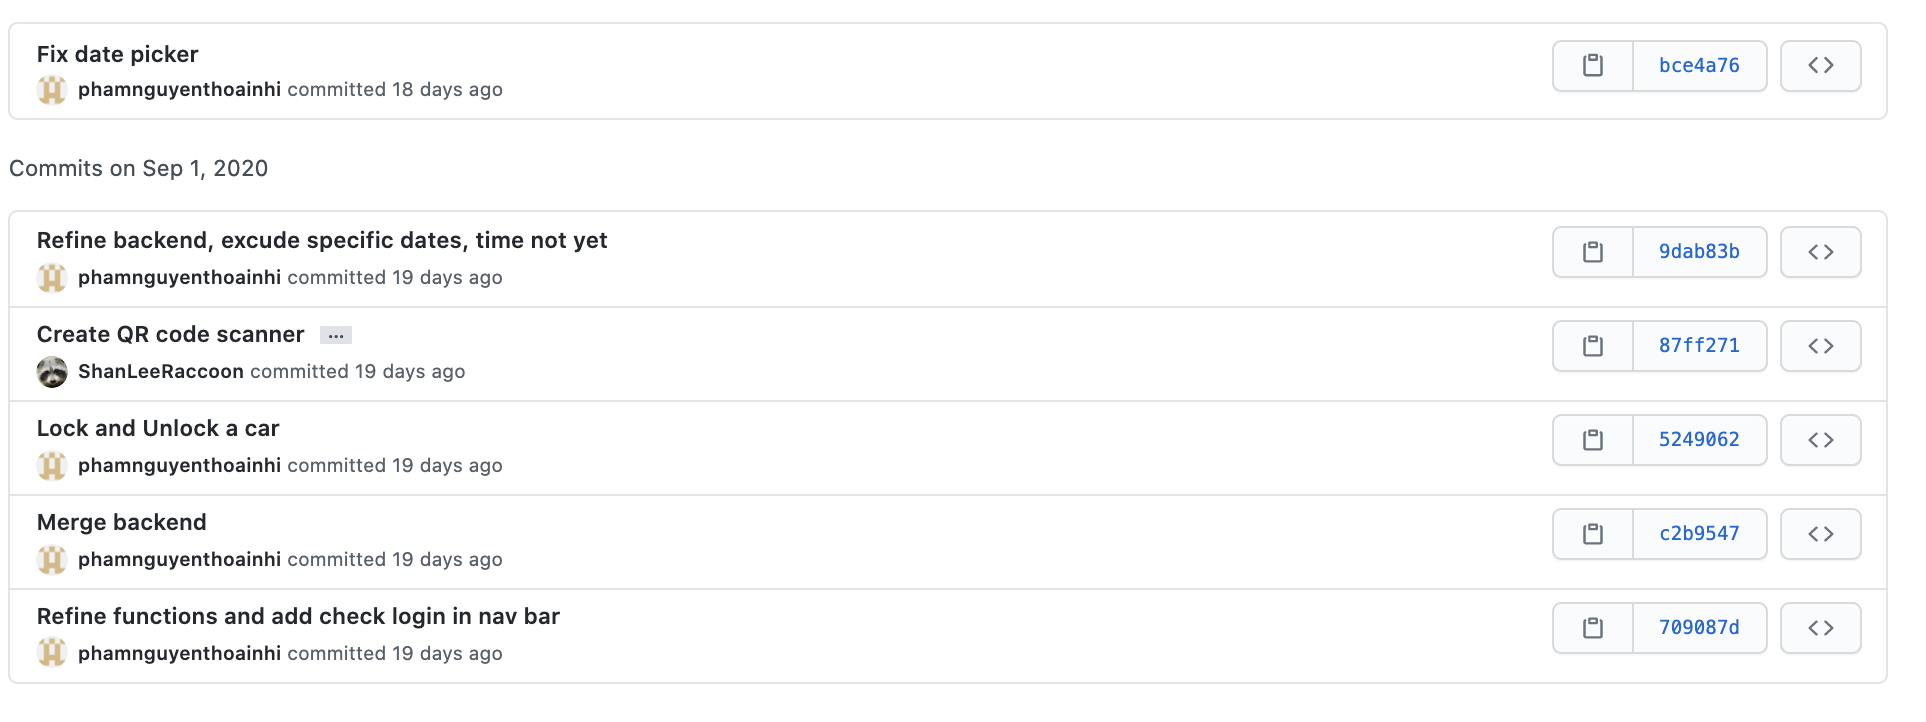 Fix date picker
bce4a76
phamnguyenthoainhi committed 18 days ago
Commits on Sep 1, 2020
Refine backend, excude specific dates, time not yet
9dab83b
phamnguyenthoainhi committed 19 days ago
Create QR code scanner ...
87ff271
ShanLeeRaccoon committed 19 days ago
Lock and Unlock a car
5249062
phamnguyenthoainhi committed 19 days ago
Merge backend
c2b9547
phamnguyenthoainhi committed 19 days ago
Refine functions and add check login in nav bar
709087d
phamnguyenthoainhi committed 19 days ago